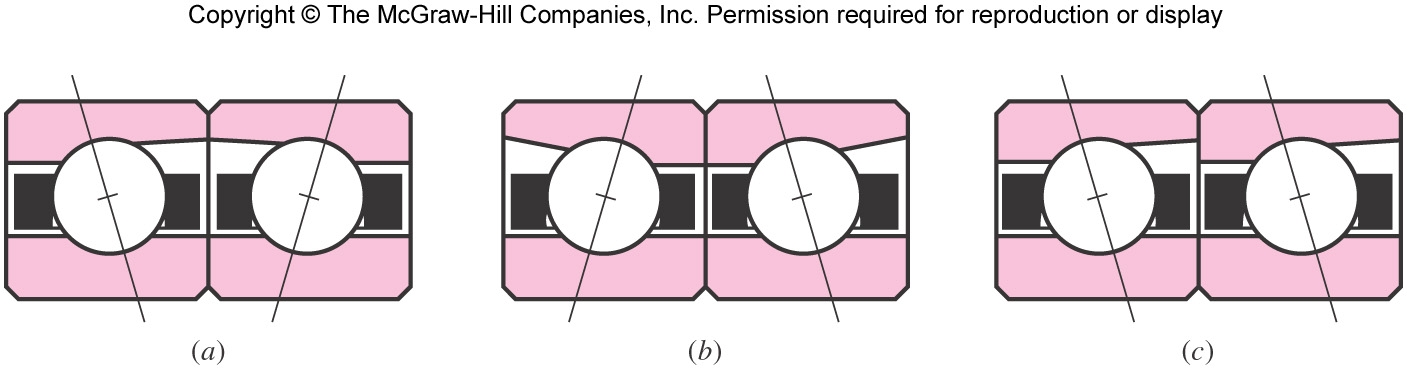 Copyright © The McGraw-Hill Companies, Inc. Permission required for reproduction or display
(a) (b) (c)